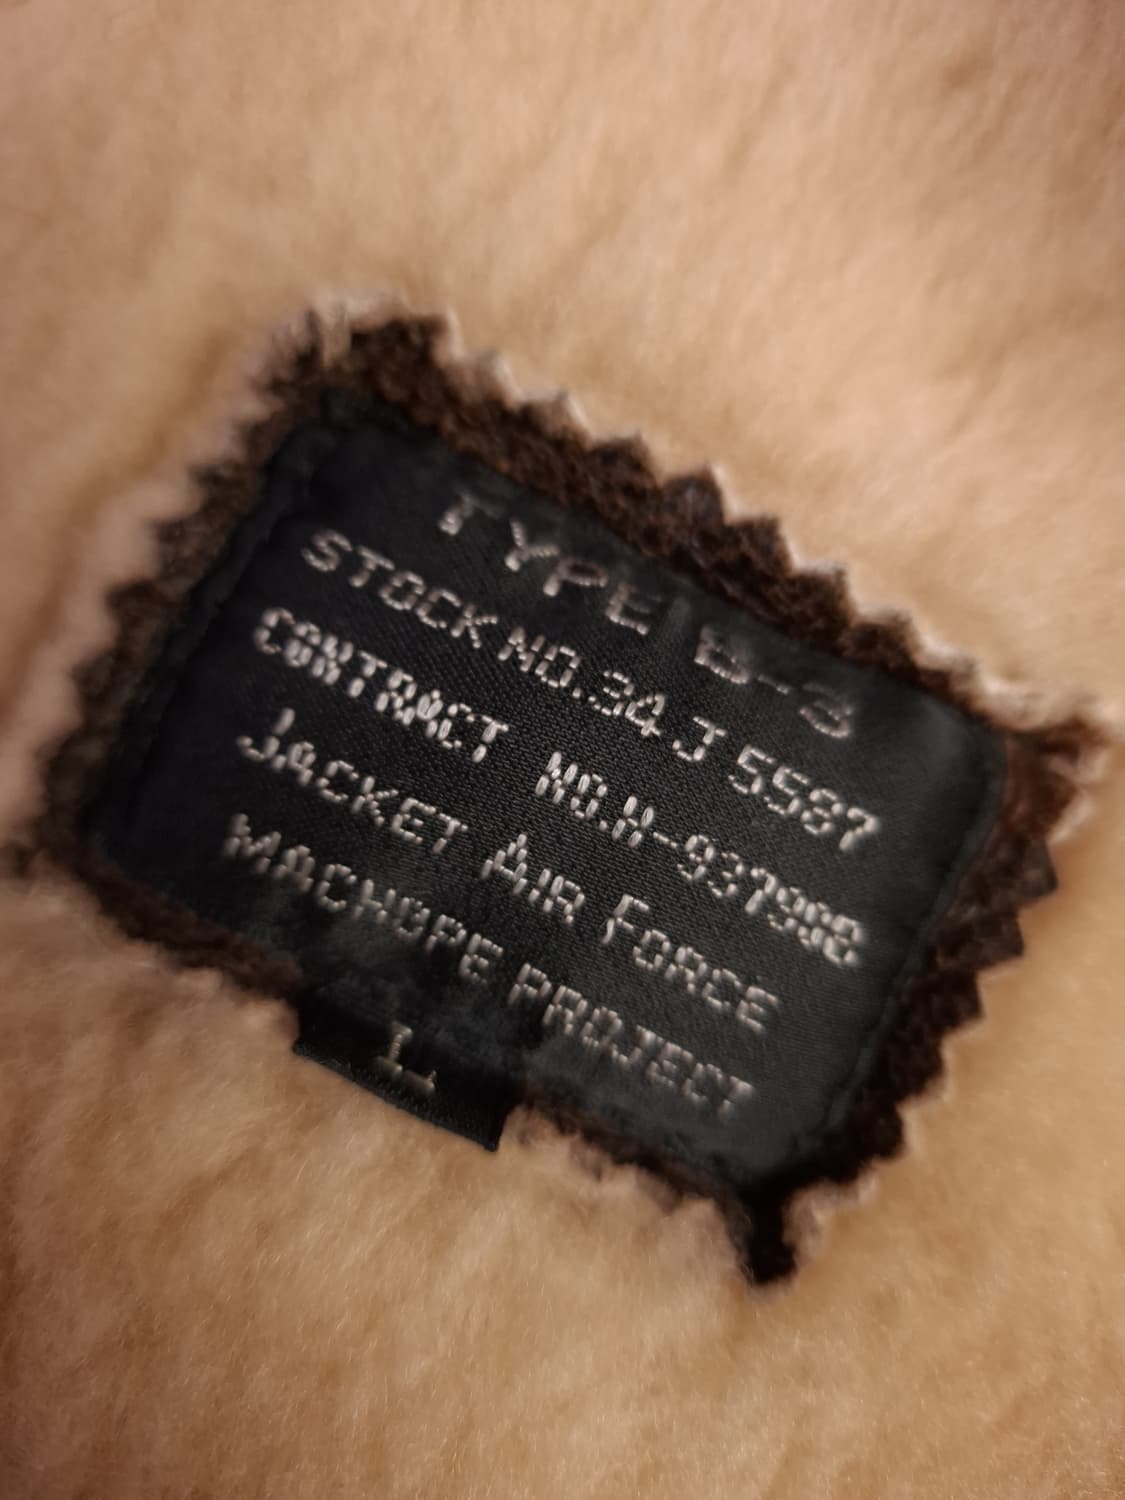 TYPE B-3
STOCK NO.34 J 5587
CONTRACT NO.H-937988
JACKET AIR FORCE
MACHOPE PROJECT
L